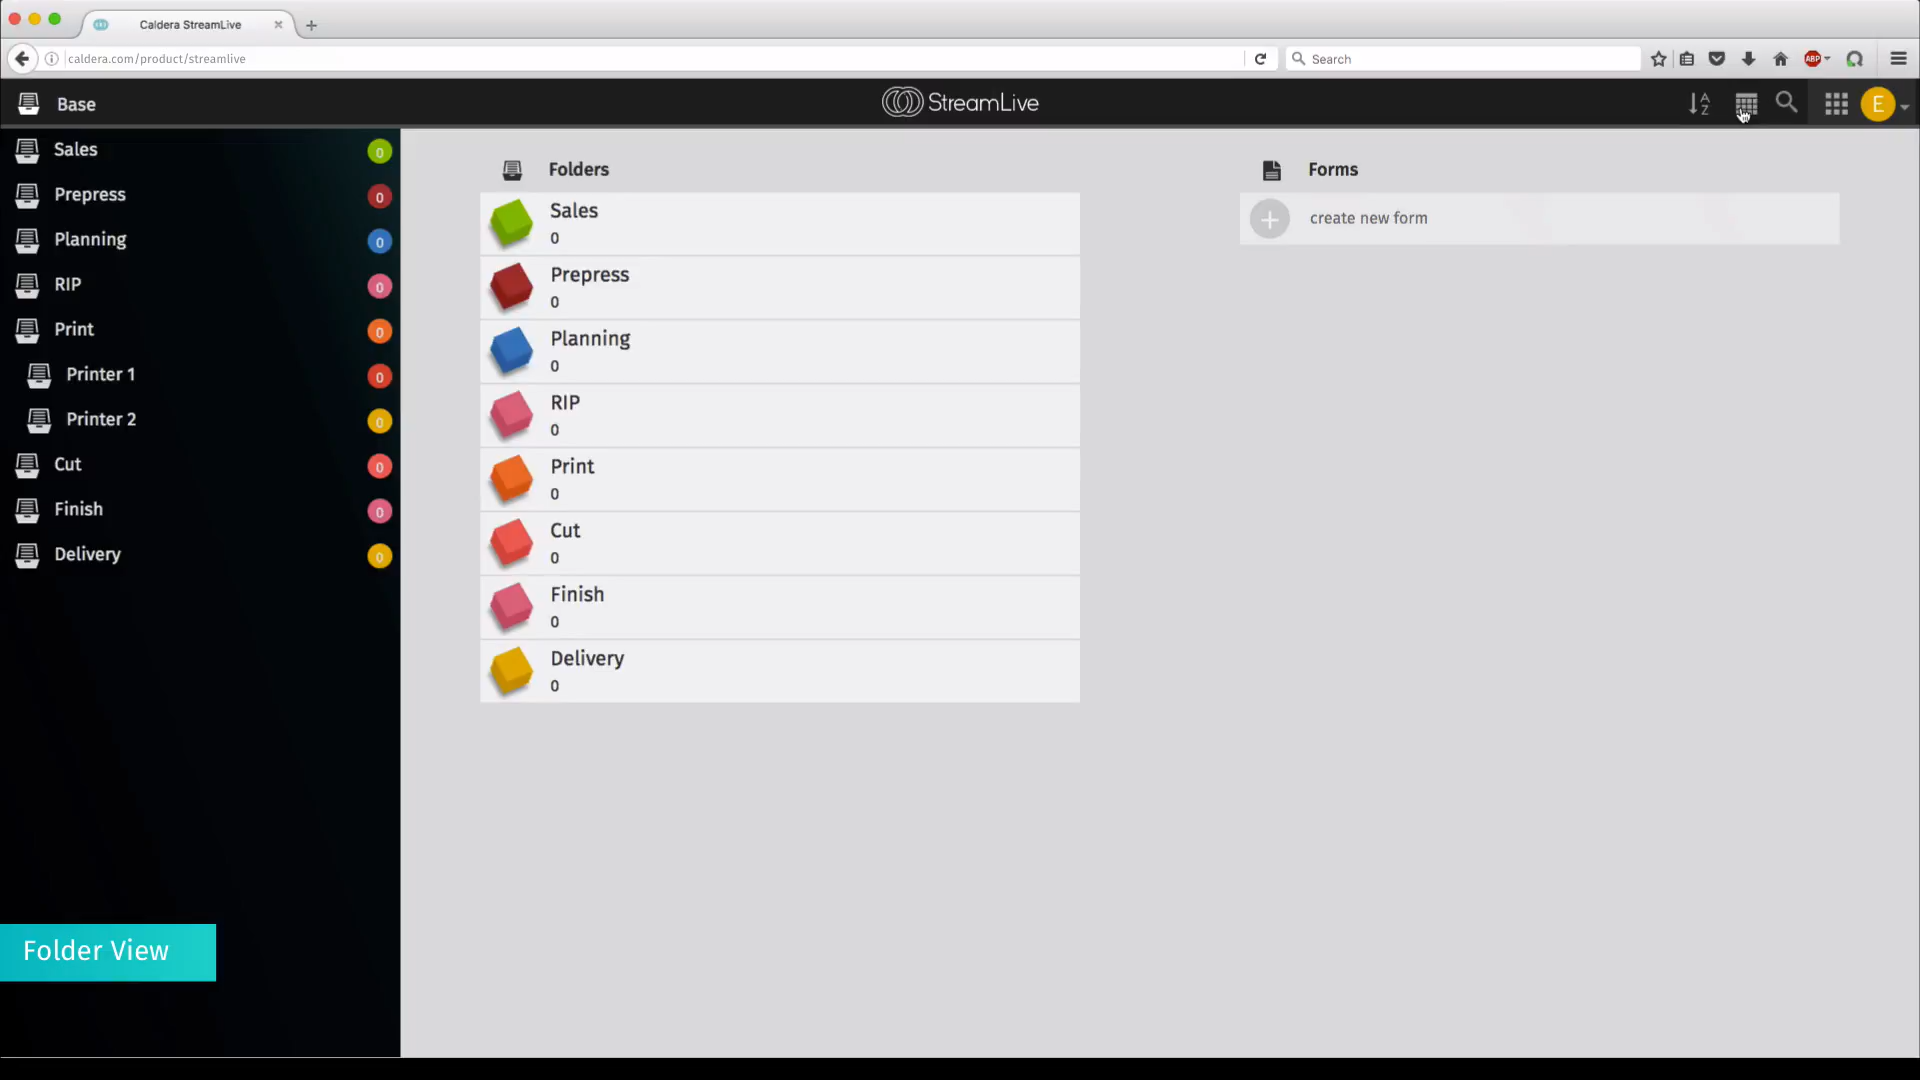 Caldera StreamLive
caldera.com/product/streamlive
Search
ABP
Base
StreamLive
A
Z
E
Sales
0
Prepress
0
Planning
0
RIP
0
Print
0
Printer 1
0
Printer 2
0
Cut
0
Finish
0
Delivery
0
Folders
Sales
0
Prepress
0
Planning
0
RIP
0
Print
0
Cut
0
Finish
0
Delivery
0
Forms
create new form
Folder View